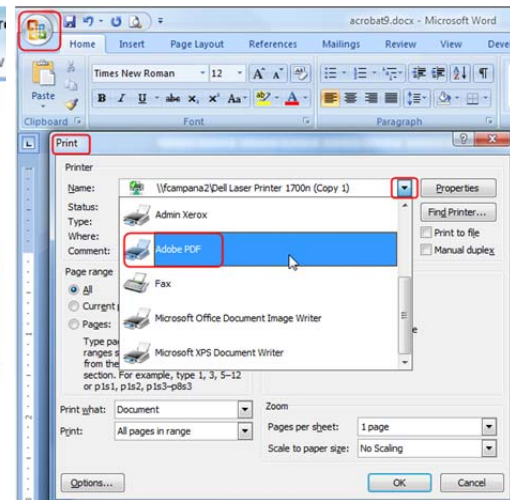 acrobat9.docx - Microsoft Word
Home Insert Page Layout References Mailings Review View
Times New Roman 12
Paste
B I U abc x, x² Aa A
Clipboard Font Paragraph
Print
Printer
Name: \\fcampana2\Dell Laser Printer 1700n (Copy 1) Properties
Status: Admin Xerox Find Printer...
Type:
Where: Adobe PDF Print to file
Comment: Manual duplex
Page range Fax
All
Current
Pages: Microsoft Office Document Image Writer
Type
ranges Microsoft XPS Document Writer
from the
section. For example, type 1, 3, 5–12
or p1s1, p1s2, p1s3–p8s3
Print what: Document Zoom
Print: All pages in range Pages per sheet: 1 page
Scale to paper size: No Scaling
Options... OK Cancel